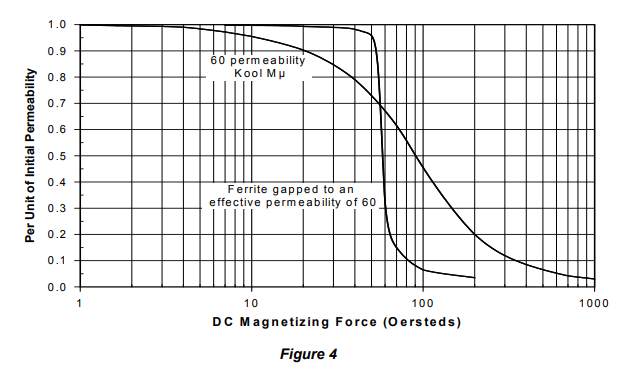 1.0
0.9
0.8
0.7
0.6
0.5
0.4
0.3
0.2
0.1
0.0
Per Unit of Initial Permeability
60 permeability
Kool Mµ
Ferrite gapped to an
effective permeability of 60
1 10 100 1000
DC Magnetizing Force (Oersteds)
Figure 4